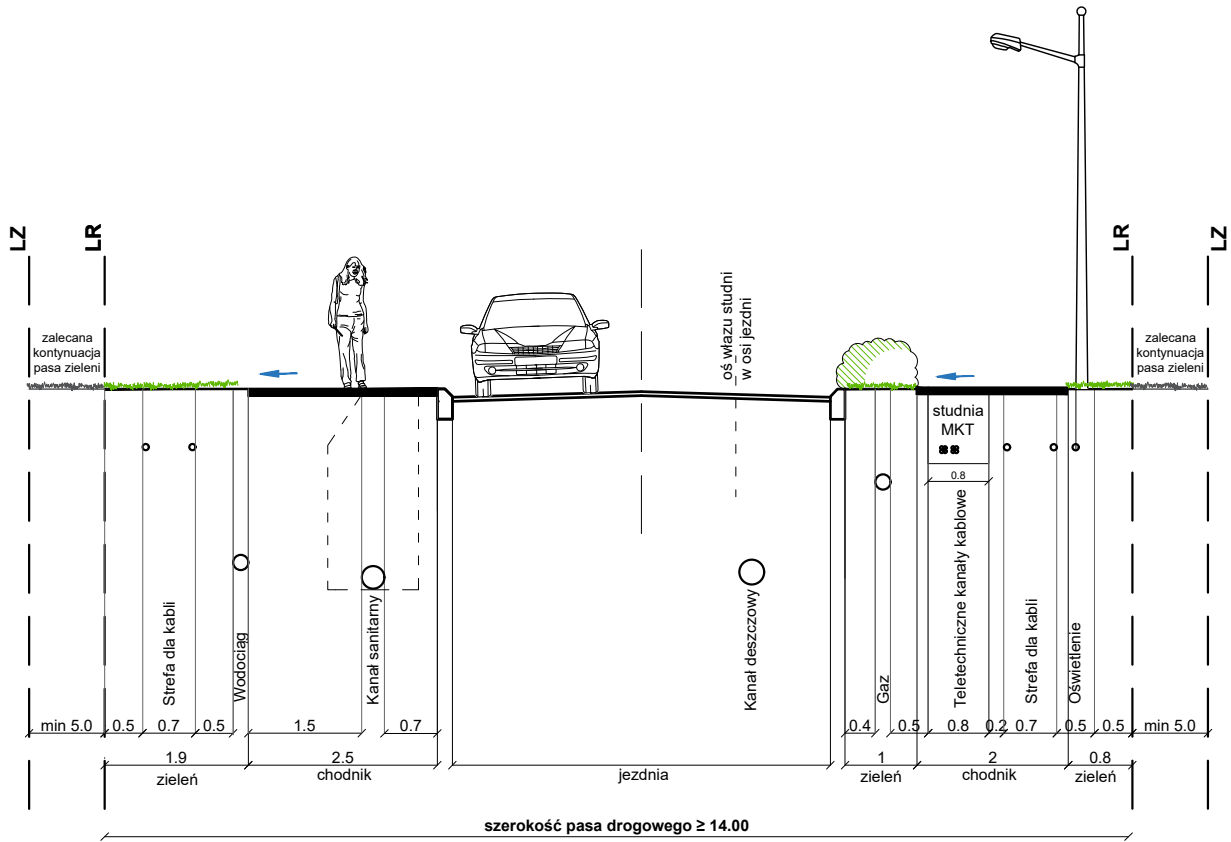 LZ
LR
LR
LZ
zalecana
kontynuacja
pasa zieleni
oś włazu studni
w osi jezdni
zalecana
kontynuacja
pasa zieleni
studnia
MKT
0.8
Strefa dla kabli
Wodociąg
Kanał sanitarny
Kanał deszczowy
Gaz
Teletechniczne kanały kablowe
Strefa dla kabli
Oświetlenie
min 5.0
0.5
0.7
0.5
1.5
0.7
0.4
0.5
0.8
0.2
0.7
0.5
0.5
min 5.0
1.9
2.5
1
2
0.8
zieleń
chodnik
jezdnia
zieleń
chodnik
zieleń
szerokość pasa drogowego ≥ 14.00